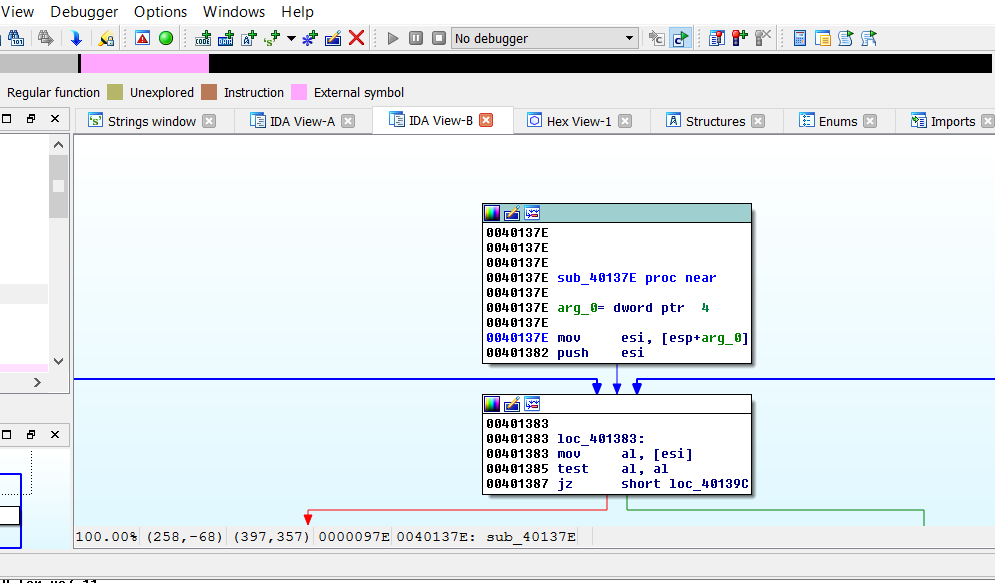 View Debugger Options Windows Help
No debugger
Regular function Unexplored Instruction External symbol
Strings window IDA View-A IDA View-B Hex View-1 Structures Enums Imports
0040137E
0040137E
0040137E
0040137E sub_40137E proc near
0040137E
0040137E arg_0= dword ptr 4
0040137E
0040137E mov esi, [esp+arg_0]
00401382 push esi
00401383
00401383 loc_401383:
00401383 mov al, [esi]
00401385 test al, al
00401387 jz short loc_40139C
100.00% (258,-68) (397,357) 0000097E 0040137E: sub_40137E